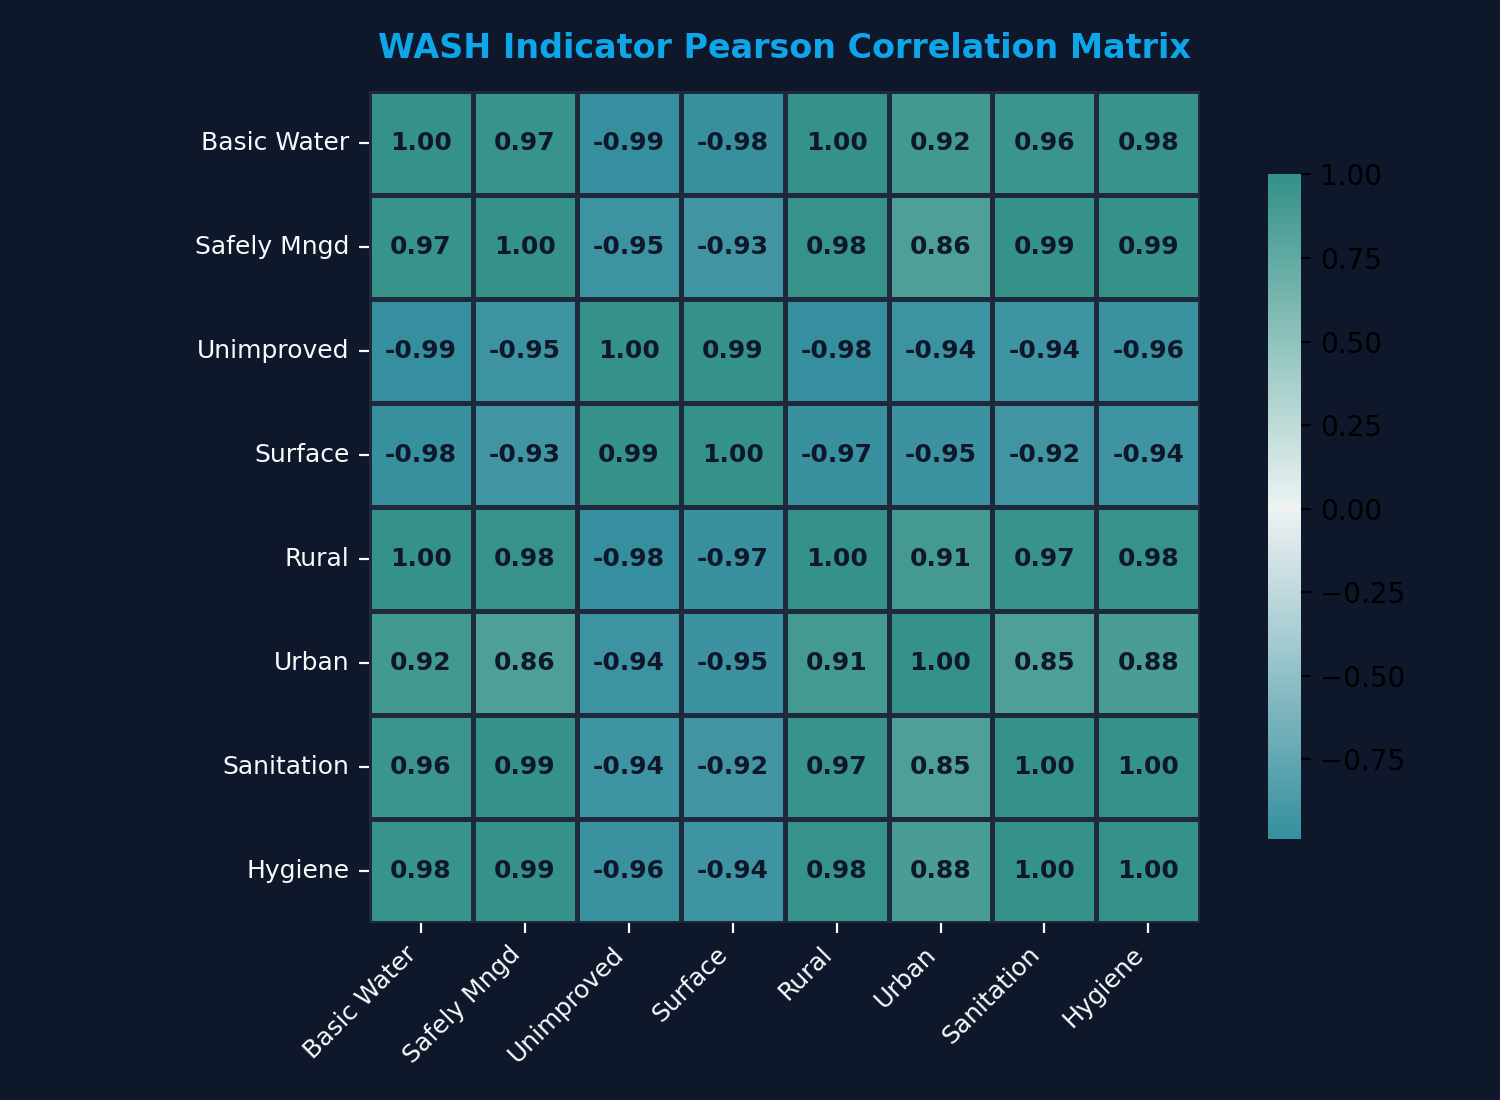 WASH Indicator Pearson Correlation Matrix
Basic Water 1.00 0.97 -0.99 -0.98 1.00 0.92 0.96 0.98
Safely Mngd 0.97 1.00 -0.95 -0.93 0.98 0.86 0.99 0.99
Unimproved -0.99 -0.95 1.00 0.99 -0.98 -0.94 -0.94 -0.96
Surface -0.98 -0.93 0.99 1.00 -0.97 -0.95 -0.92 -0.94
Rural 1.00 0.98 -0.98 -0.97 1.00 0.91 0.97 0.98
Urban 0.92 0.86 -0.94 -0.95 0.91 1.00 0.85 0.88
Sanitation 0.96 0.99 -0.94 -0.92 0.97 0.85 1.00 1.00
Hygiene 0.98 0.99 -0.96 -0.94 0.98 0.88 1.00 1.00
Basic Water Safely Mngd Unimproved Surface Rural Urban Sanitation Hygiene
1.00
0.75
0.50
0.25
0.00
−0.25
−0.50
−0.75